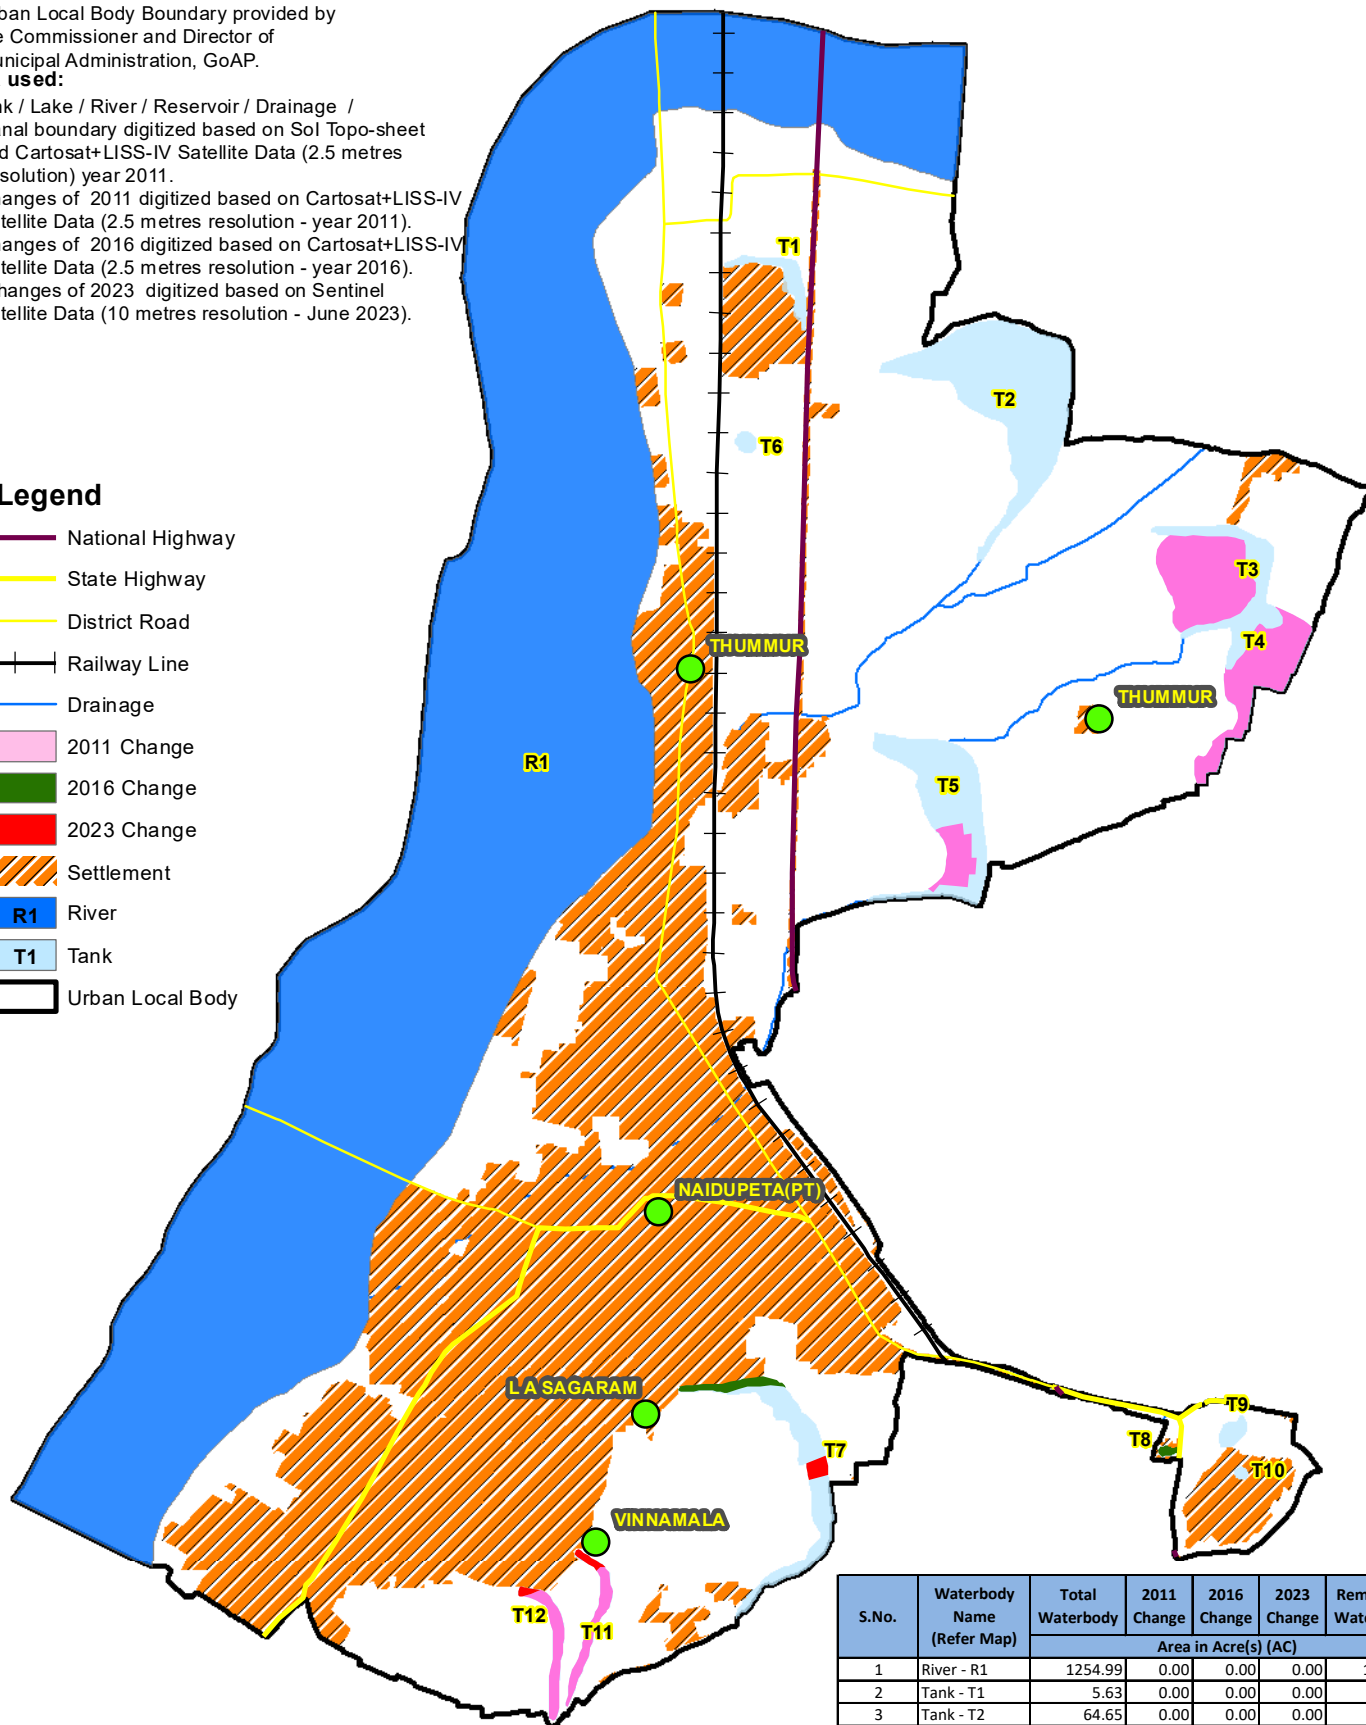 ban Local Body Boundary provided by
e Commissioner and Director of
unicipal Administration, GoAP.
used:
nk / Lake / River / Reservoir / Drainage /
anal boundary digitized based on SoI Topo-sheet
d Cartosat+LISS-IV Satellite Data (2.5 metres
solution) year 2011.
anges of 2011 digitized based on Cartosat+LISS-IV
tellite Data (2.5 metres resolution - year 2011).
anges of 2016 digitized based on Cartosat+LISS-IV
tellite Data (2.5 metres resolution - year 2016).
hanges of 2023 digitized based on Sentinel
tellite Data (10 metres resolution - June 2023).
Legend
National Highway
State Highway
District Road
Railway Line
Drainage
2011 Change
2016 Change
2023 Change
Settlement
R1 River
T1 Tank
Urban Local Body
T1
T2
T6
T3
T4
THUMMUR
THUMMUR
R1
T5
NAIDUPETA(PT)
L A SAGARAM
T9
T8
T7
T10
VINNAMALA
T12
T11
S.No. Waterbody Name (Refer Map) Total Waterbody 2011 Change 2016 Change 2023 Change Rem Wat
Area in Acre(s) (AC)
1 River - R1 1254.99 0.00 0.00 0.00 1
2 Tank - T1 5.63 0.00 0.00 0.00
3 Tank - T2 64.65 0.00 0.00 0.00